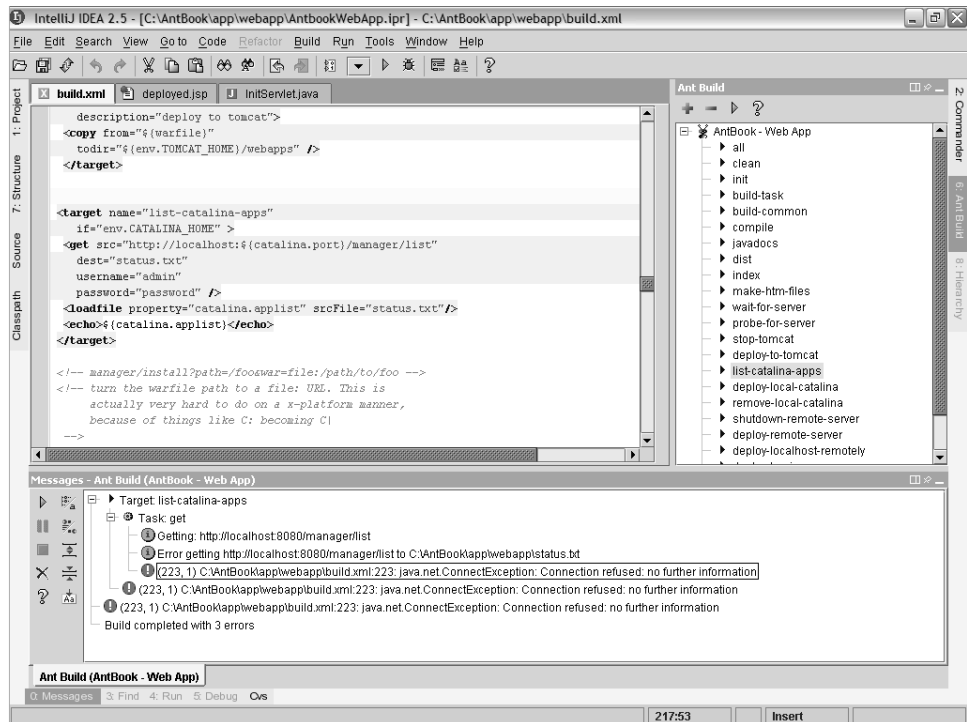 IntelliJ IDEA 2.5 - [C:\AntBook\app\webapp\AntbookWebApp.ipr] - C:\AntBook\app\webapp\build.xml
File Edit Search View Go to Code Refactor Build Run Tools Window Help
build.xml deployed.jsp InitServlet.java
description="deploy to tomcat">
<copy from="${warfile}"
todir="${env.TOMCAT_HOME}/webapps" />
</target>
<target name="list-catalina-apps"
if="env.CATALINA_HOME" >
<get src="http://localhost:${catalina.port}/manager/list"
dest="status.txt"
username="admin"
password="password" />
<loadfile property="catalina.applist" srcFile="status.txt"/>
<echo>${catalina.applist}</echo>
</target>
<!-- manager/install?path=/foo&war=file:/path/to/foo -->
<!-- turn the warfile path to a file: URL. This is
actually very hard to do on a x-platform manner,
because of things like C: becoming C|
-->
1: Project
7: Structure
Source
Classpath
Ant Build
AntBook - Web App
all
clean
init
build-task
build-common
compile
javadocs
dist
index
make-htm-files
wait-for-server
probe-for-server
stop-tomcat
deploy-to-tomcat
list-catalina-apps
deploy-local-catalina
remove-local-catalina
shutdown-remote-server
deploy-remote-server
deploy-localhost-remotely
2: Commander
6: Ant Build
8: Hierarchy
Messages - Ant Build (AntBook - Web App)
Target: list-catalina-apps
Task: get
Getting: http://localhost:8080/manager/list
Error getting http://localhost:8080/manager/list to C:\AntBook\app\webapp\status.txt
(223, 1) C:\AntBook\app\webapp\build.xml:223: java.net.ConnectException: Connection refused: no further information
(223, 1) C:\AntBook\app\webapp\build.xml:223: java.net.ConnectException: Connection refused: no further information
(223, 1) C:\AntBook\app\webapp\build.xml:223: java.net.ConnectException: Connection refused: no further information
Build completed with 3 errors
Ant Build (AntBook - Web App)
0: Messages 3: Find 4: Run 5: Debug Cvs
217:53 Insert